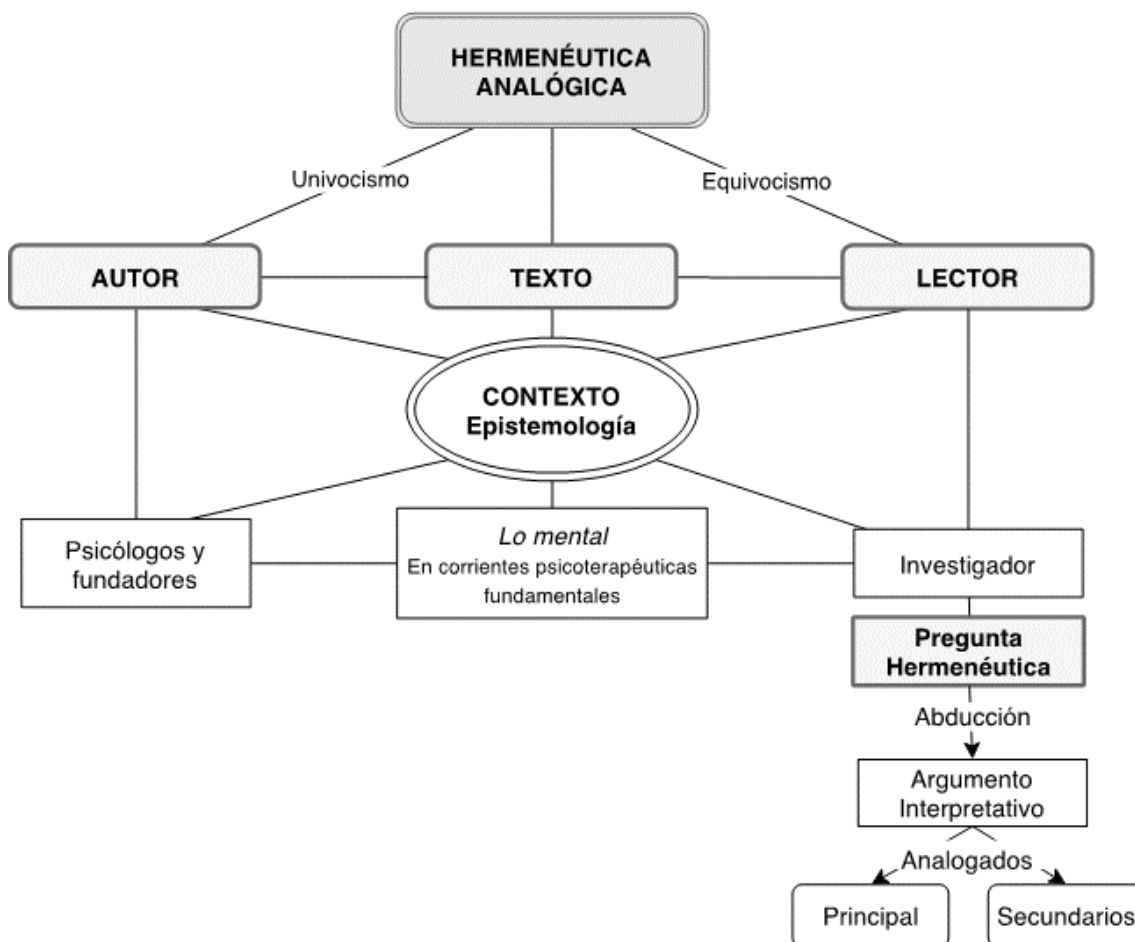 HERMENÉUTICA
ANALÓGICA
Univocismo
Equivocismo
AUTOR
TEXTO
LECTOR
CONTEXTO
Epistemología
Psicólogos y
fundadores
Lo mental
En corrientes psicoterapéuticas
fundamentales
Investigador
Pregunta
Hermenéutica
Abducción
Argumento
Interpretativo
Analogados
Principal
Secundarios